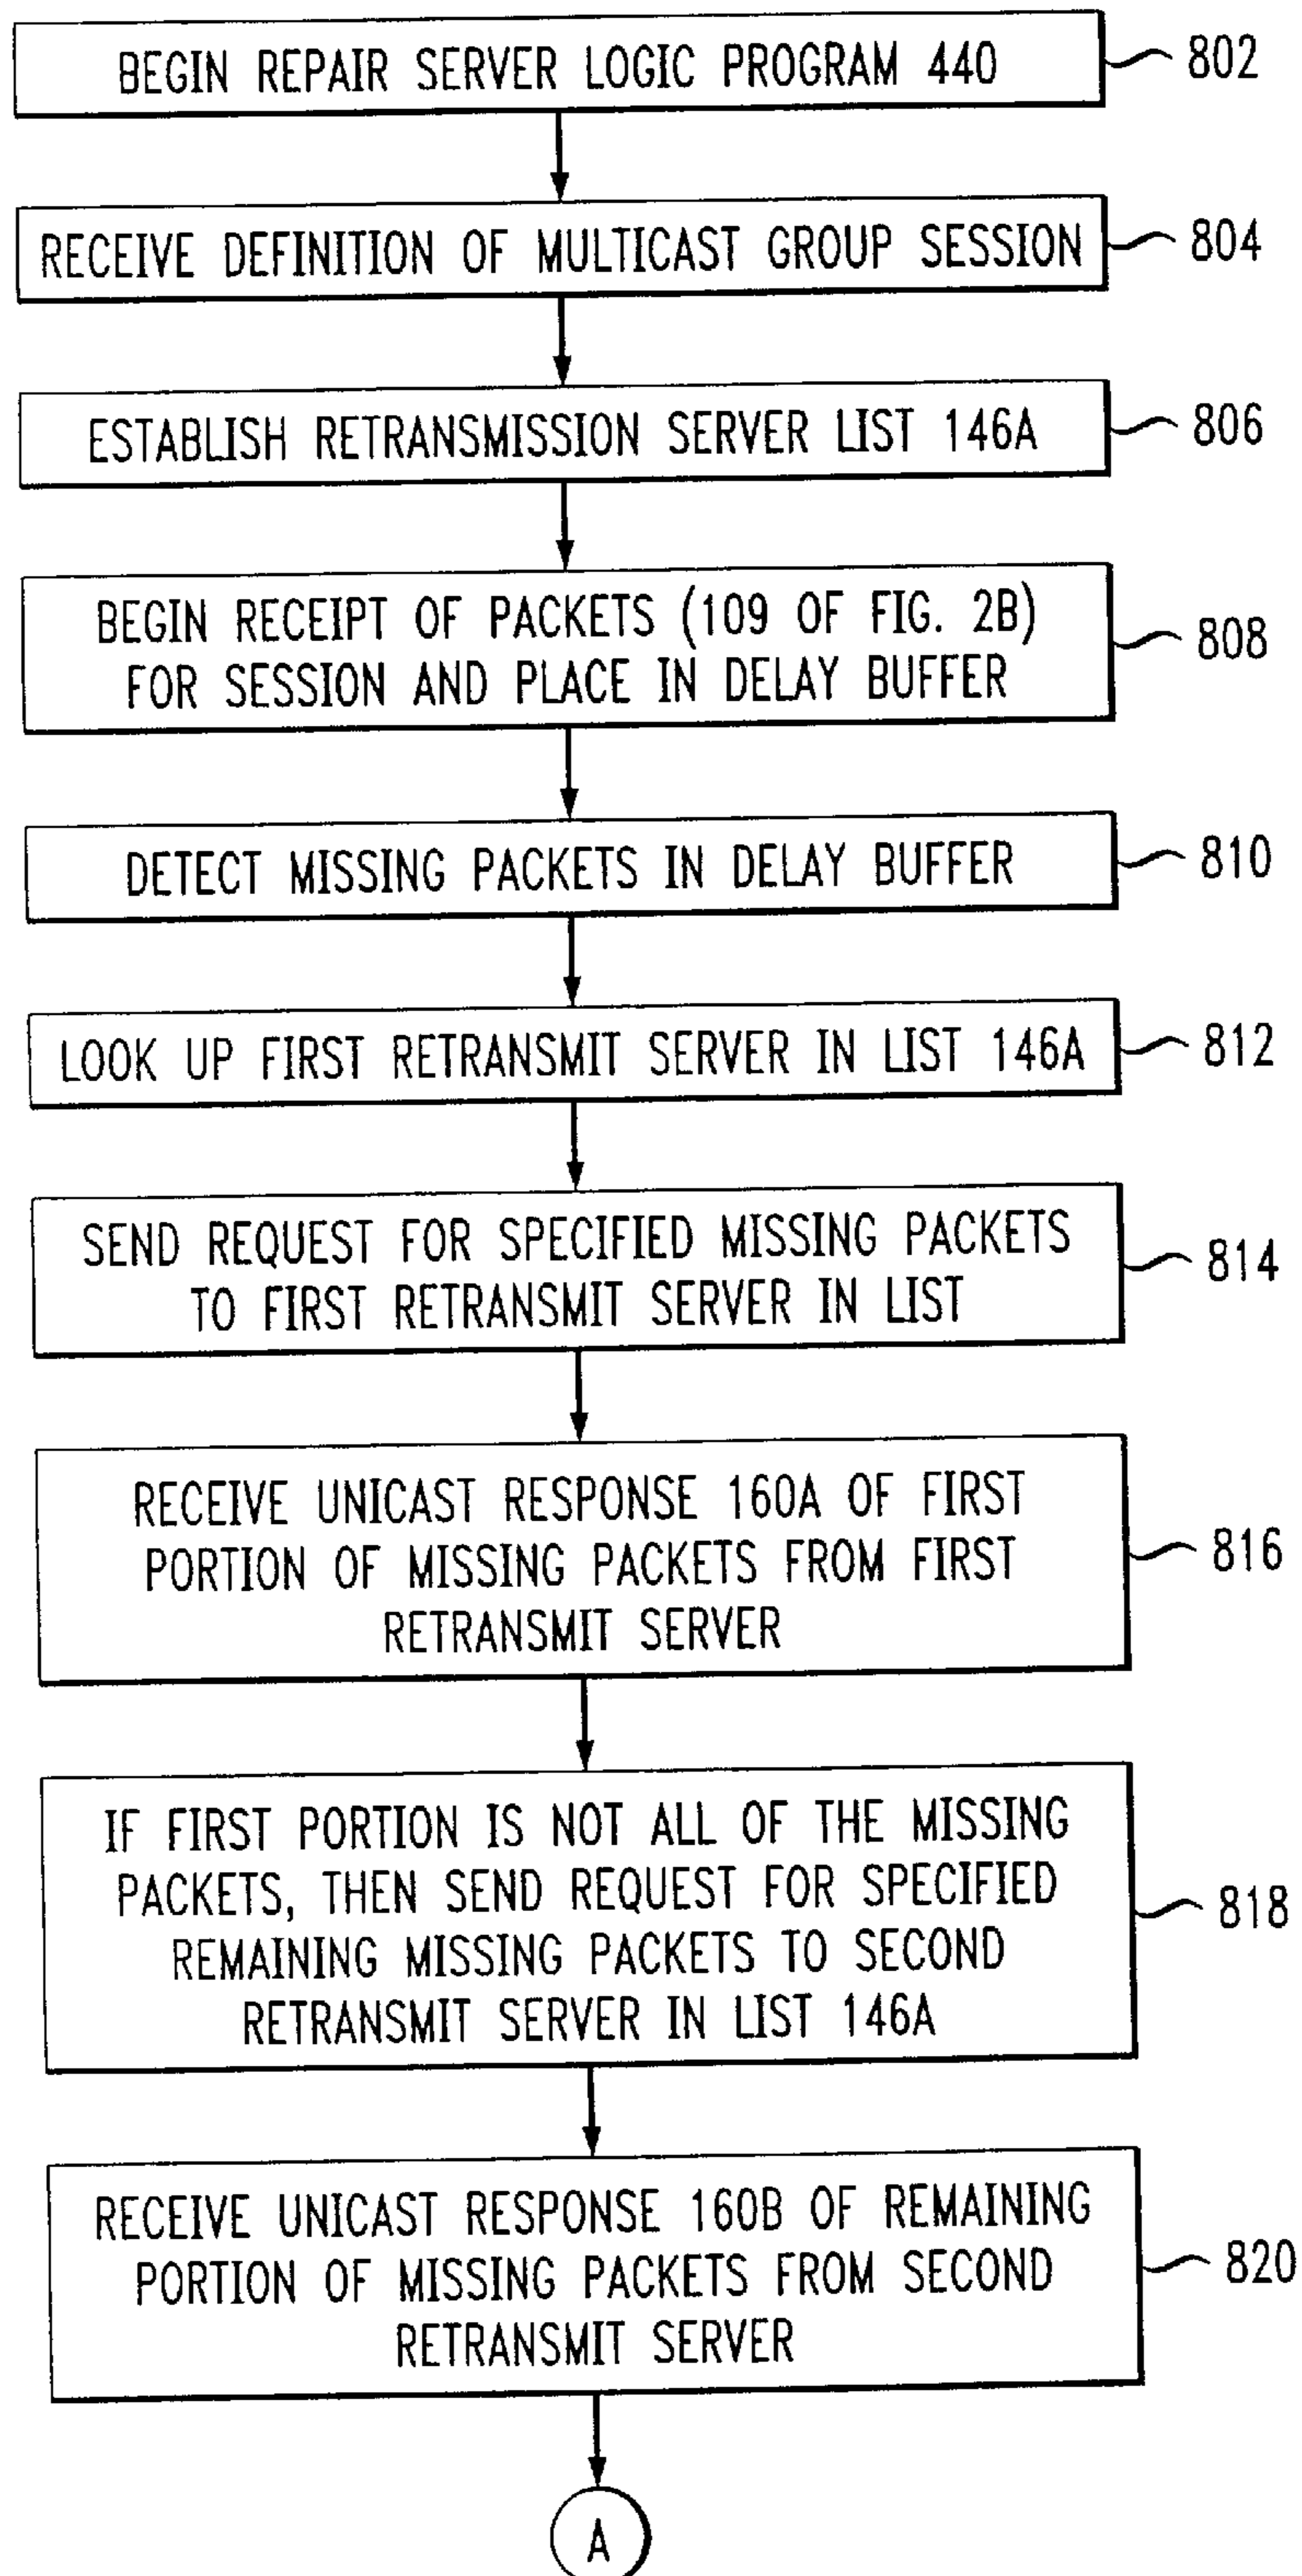 BEGIN REPAIR SERVER LOGIC PROGRAM 440
802
RECEIVE DEFINITION OF MULTICAST GROUP SESSION
804
ESTABLISH RETRANSMISSION SERVER LIST 146A
806
BEGIN RECEIPT OF PACKETS (109 OF FIG. 2B)
FOR SESSION AND PLACE IN DELAY BUFFER
808
DETECT MISSING PACKETS IN DELAY BUFFER
810
LOOK UP FIRST RETRANSMIT SERVER IN LIST 146A
812
SEND REQUEST FOR SPECIFIED MISSING PACKETS
TO FIRST RETRANSMIT SERVER IN LIST
814
RECEIVE UNICAST RESPONSE 160A OF FIRST
PORTION OF MISSING PACKETS FROM FIRST
RETRANSMIT SERVER
816
IF FIRST PORTION IS NOT ALL OF THE MISSING
PACKETS, THEN SEND REQUEST FOR SPECIFIED
REMAINING MISSING PACKETS TO SECOND
RETRANSMIT SERVER IN LIST 146A
818
RECEIVE UNICAST RESPONSE 160B OF REMAINING
PORTION OF MISSING PACKETS FROM SECOND
RETRANSMIT SERVER
820
A